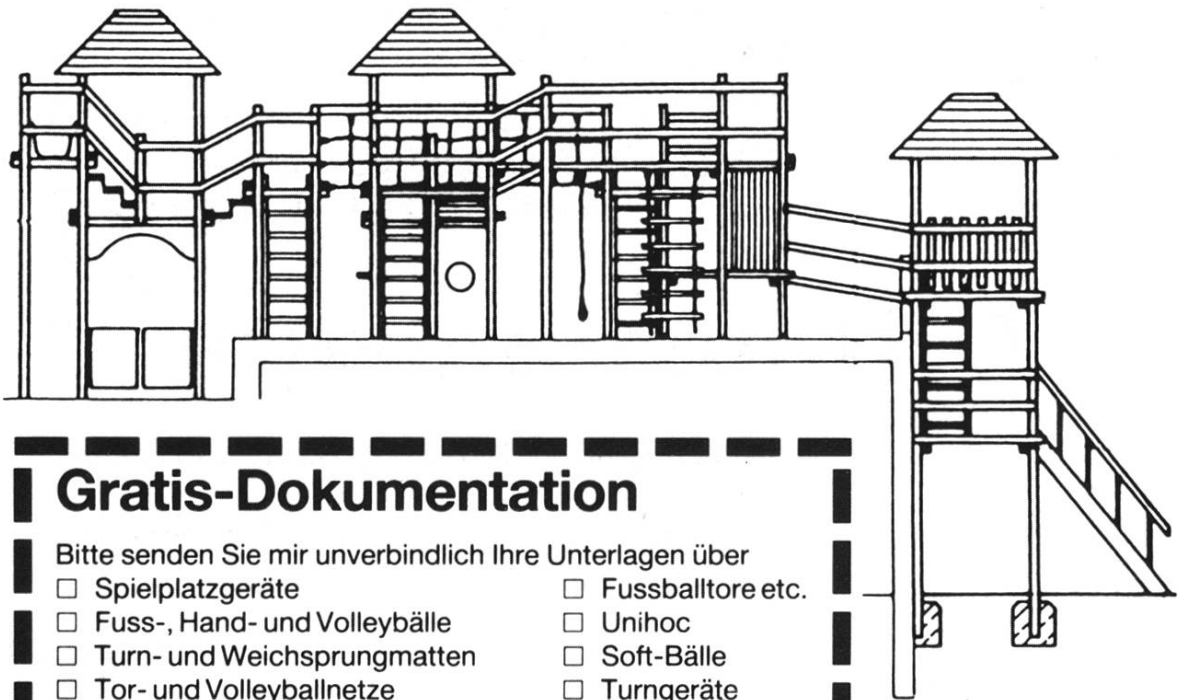 Gratis-Dokumentation
Bitte senden Sie mir unverbindlich Ihre Unterlagen über
☐ Spielplatzgeräte ☐ Fussballtore etc.
☐ Fuss-, Hand- und Volleybälle ☐ Unihoc
☐ Turn- und Weichsprungmatten ☐ Soft-Bälle
☐ Tor- und Volleyballnetze ☐ Turngeräte